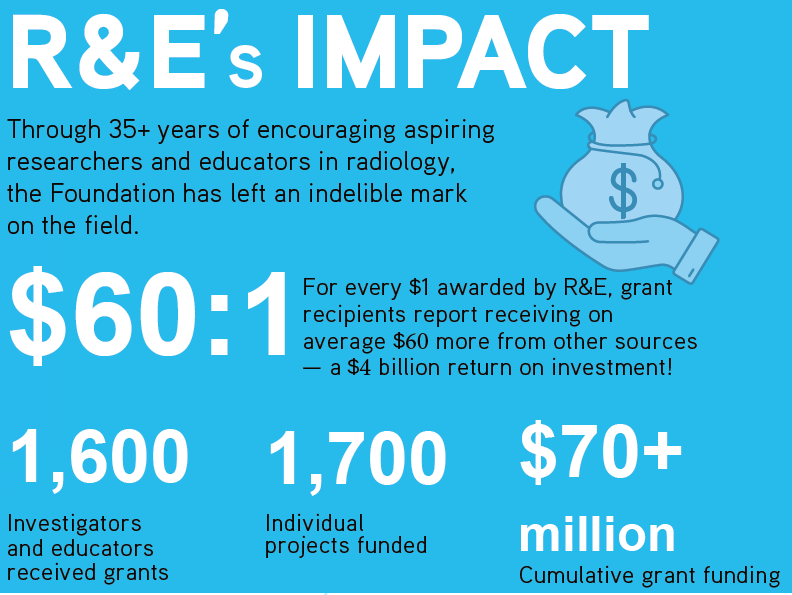 R&E's IMPACT
Through 35+ years of encouraging aspiring
researchers and educators in radiology,
the Foundation has left an indelible mark
on the field.
$
$60:1
For every $1 awarded by R&E, grant
recipients report receiving on
average $60 more from other sources
— a $4 billion return on investment!
1,600
Investigators
and educators
received grants
1,700
Individual
projects funded
$70+
million
Cumulative grant funding